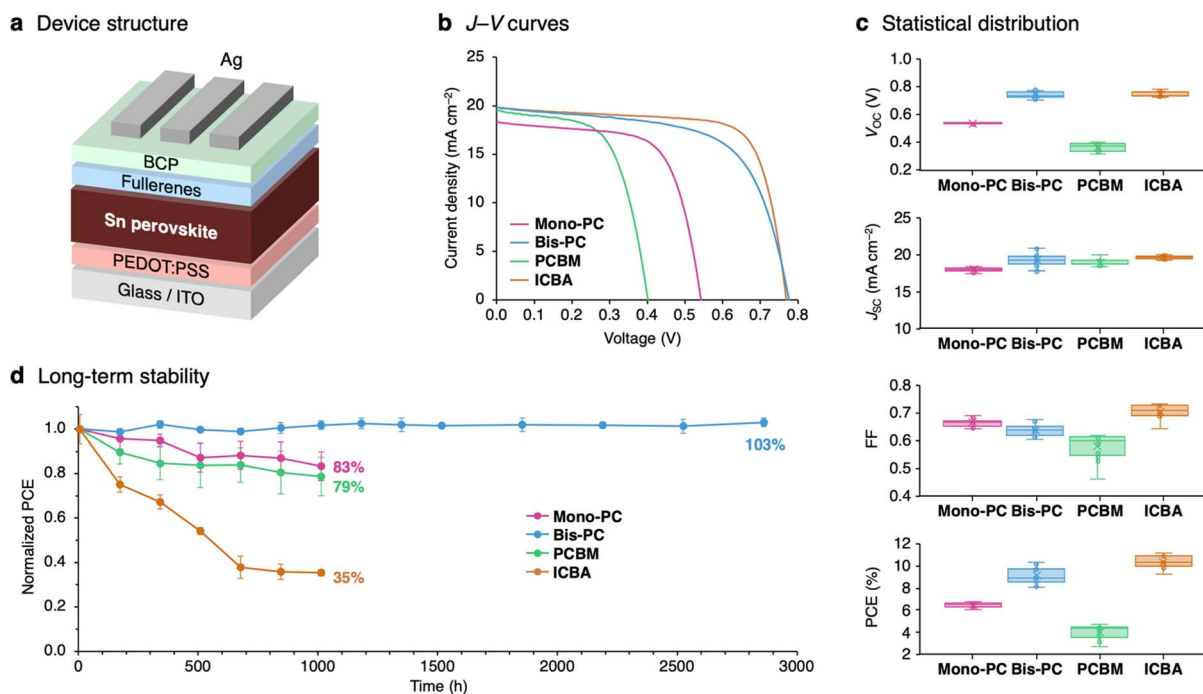 a Device structure
Ag
BCP
Fullerenes
Sn perovskite
PEDOT:PSS
Glass / ITO
b J–V curves
Current density (mA cm⁻²)
25
20
15
10
5
0
Mono-PC
Bis-PC
PCBM
ICBA
0.0 0.1 0.2 0.3 0.4 0.5 0.6 0.7 0.8
Voltage (V)
c Statistical distribution
V_OC (V)
1.0
0.8
0.6
0.4
0.2
Mono-PC Bis-PC PCBM ICBA
J_SC (mA cm⁻²)
25
20
15
10
Mono-PC Bis-PC PCBM ICBA
FF
0.8
0.7
0.6
0.5
0.4
Mono-PC Bis-PC PCBM ICBA
PCE (%)
12
10
8
6
4
2
Mono-PC Bis-PC PCBM ICBA
d Long-term stability
Normalized PCE
1.0
0.8
0.6
0.4
0.2
0.0
103%
83%
79%
35%
Mono-PC
Bis-PC
PCBM
ICBA
0 500 1000 1500 2000 2500 3000
Time (h)